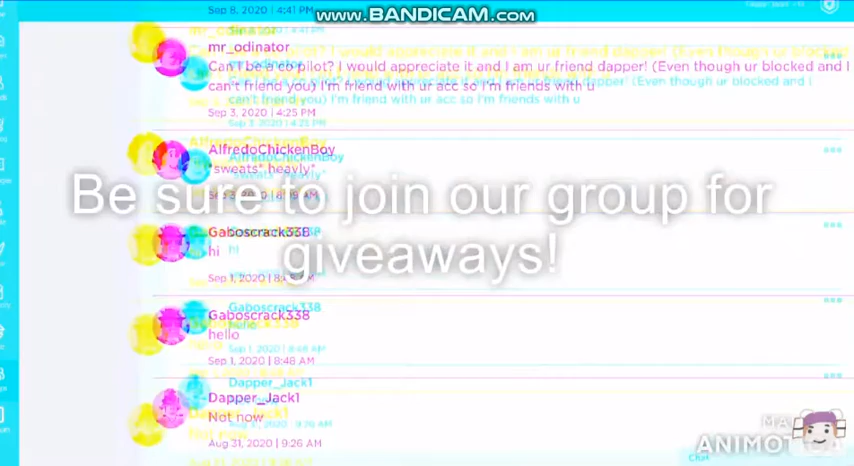 Sep 8, 2020 | 4:41 PM
www.BANDICAM.com
mr_odinator
Can't I be a co pilot? I would appreciate it and I am ur friend dapper! (Even though ur blocked and I
can't friend you) I'm friend with ur acc so I'm friends with u
Sep 3, 2020 | 4:25 PM
AlfredoChickenBoy
*sweats* heavly*
Be sure to join our group for
giveaways!
Gaboscrack338
hi
Sep 1, 2020 | 8:48 AM
Gaboscrack338
hello
Sep 1, 2020 | 8:48 AM
Dapper_Jack1
Not now
Aug 31, 2020 | 9:26 AM
Chat